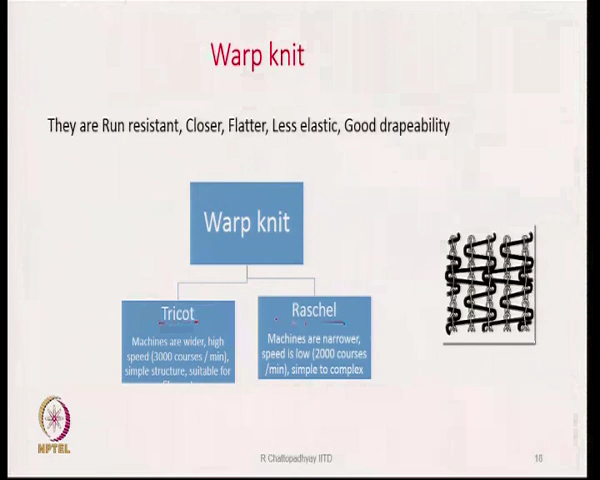 Warp knit
They are Run resistant, Closer, Flatter, Less elastic, Good drapeability
Warp knit
Tricot
Machines are wider, high
speed (3000 courses / min),
simple structure, suitable for
Raschel
Machines are narrower,
speed is low (2000 courses
/min), simple to complex
NPTEL
R Chattopadhyay IITD
16